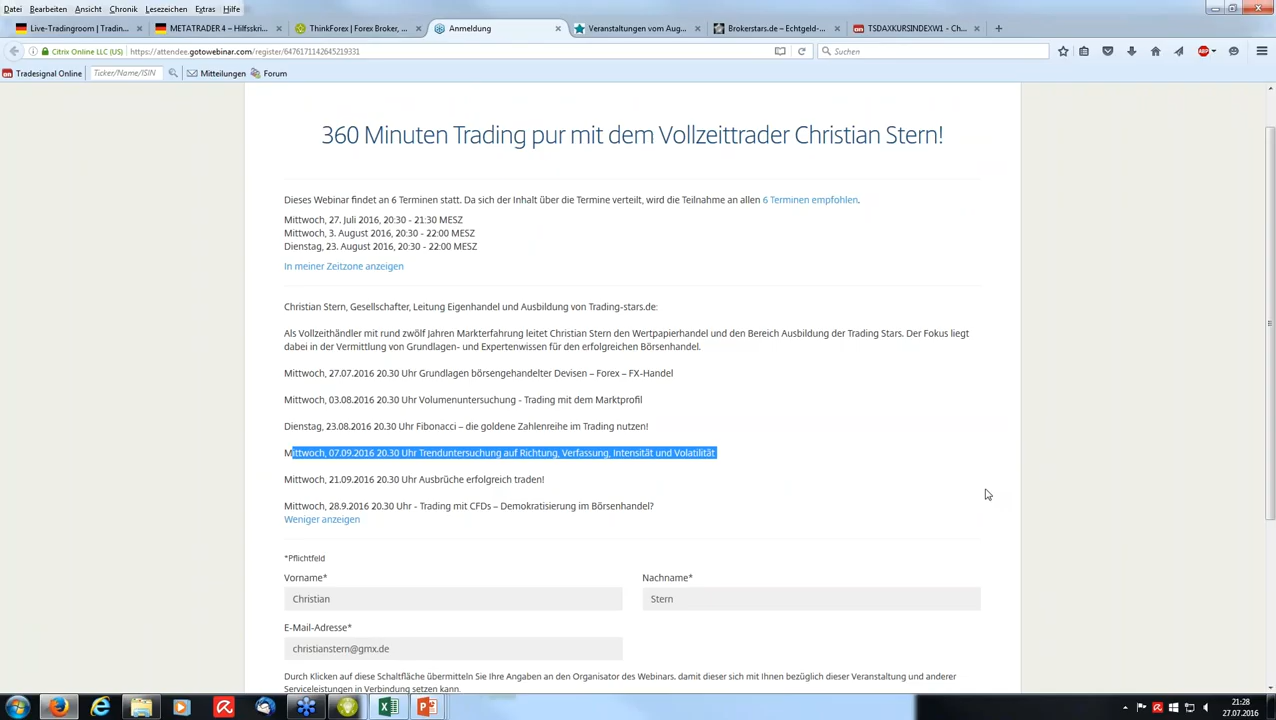 Datei Bearbeiten Ansicht Chronik Lesezeichen Extras Hilfe
Live-Tradingroom | Tradin...
METATRADER 4 – Hilfsskri...
ThinkForex | Forex Broker, ...
Anmeldung
Veranstaltungen vom Aug...
Brokerstars.de – Echtgeld-...
TSDAXKURSINDEXW1 - Ch...
Citrix Online LLC (US) https://attendee.gotowebinar.com/register/6476171142645219331
Suchen
Tradesignal Online Ticker/Name/ISIN Mitteilungen Forum
360 Minuten Trading pur mit dem Vollzeittrader Christian Stern!
Dieses Webinar findet an 6 Terminen statt. Da sich der Inhalt über die Termine verteilt, wird die Teilnahme an allen 6 Terminen empfohlen.
Mittwoch, 27. Juli 2016, 20:30 - 21:30 MESZ
Mittwoch, 3. August 2016, 20:30 - 22:00 MESZ
Dienstag, 23. August 2016, 20:30 - 22:00 MESZ
In meiner Zeitzone anzeigen
Christian Stern, Gesellschafter, Leitung Eigenhandel und Ausbildung von Trading-stars.de:
Als Vollzeithändler mit rund zwölf Jahren Markterfahrung leitet Christian Stern den Wertpapierhandel und den Bereich Ausbildung der Trading Stars. Der Fokus liegt
dabei in der Vermittlung von Grundlagen- und Expertenwissen für den erfolgreichen Börsenhandel.
Mittwoch, 27.07.2016 20.30 Uhr Grundlagen börsengehandelter Devisen – Forex – FX-Handel
Mittwoch, 03.08.2016 20.30 Uhr Volumenuntersuchung - Trading mit dem Marktprofil
Dienstag, 23.08.2016 20.30 Uhr Fibonacci – die goldene Zahlenreihe im Trading nutzen!
Mittwoch, 07.09.2016 20.30 Uhr Trenduntersuchung auf Richtung, Verfassung, Intensität und Volatilität
Mittwoch, 21.09.2016 20.30 Uhr Ausbrüche erfolgreich traden!
Mittwoch, 28.9.2016 20.30 Uhr - Trading mit CFDs – Demokratisierung im Börsenhandel?
Weniger anzeigen
*Pflichtfeld
Vorname* Nachname*
Christian Stern
E-Mail-Adresse*
christianstern@gmx.de
Durch Klicken auf diese Schaltfläche übermitteln Sie Ihre Angaben an den Organisator des Webinars, damit dieser sich mit Ihnen bezüglich dieser Veranstaltung und anderer
Serviceleistungen in Verbindung setzen kann.
21:28
27.07.2016